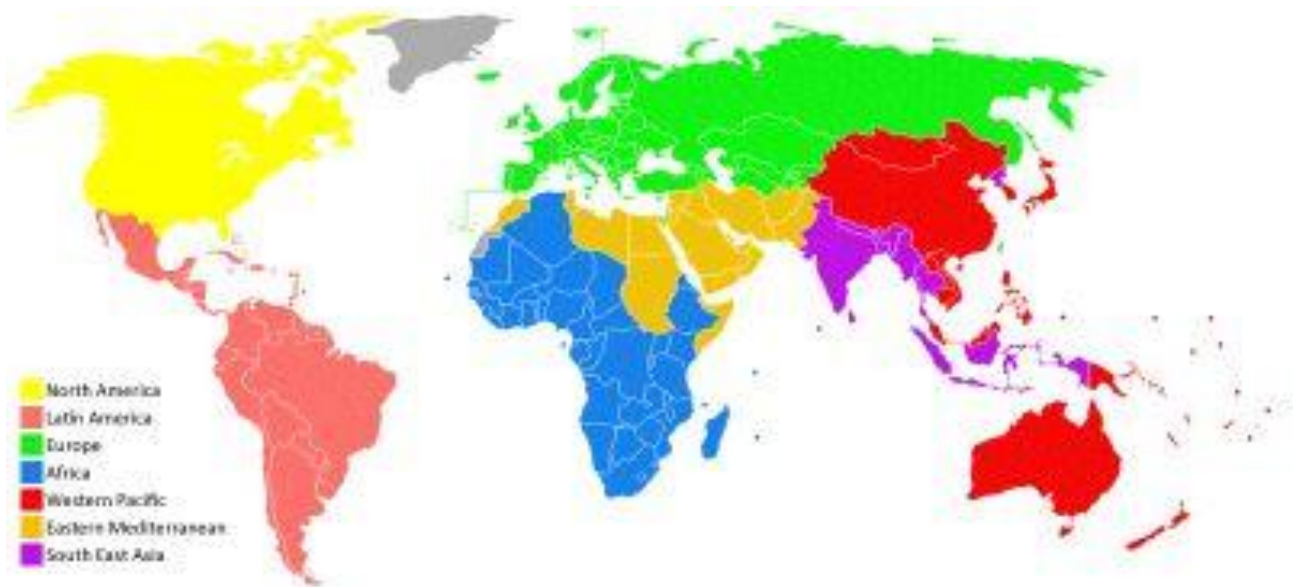 North America
Latin America
Europe
Africa
Western Pacific
Eastern Mediterranean
South East Asia